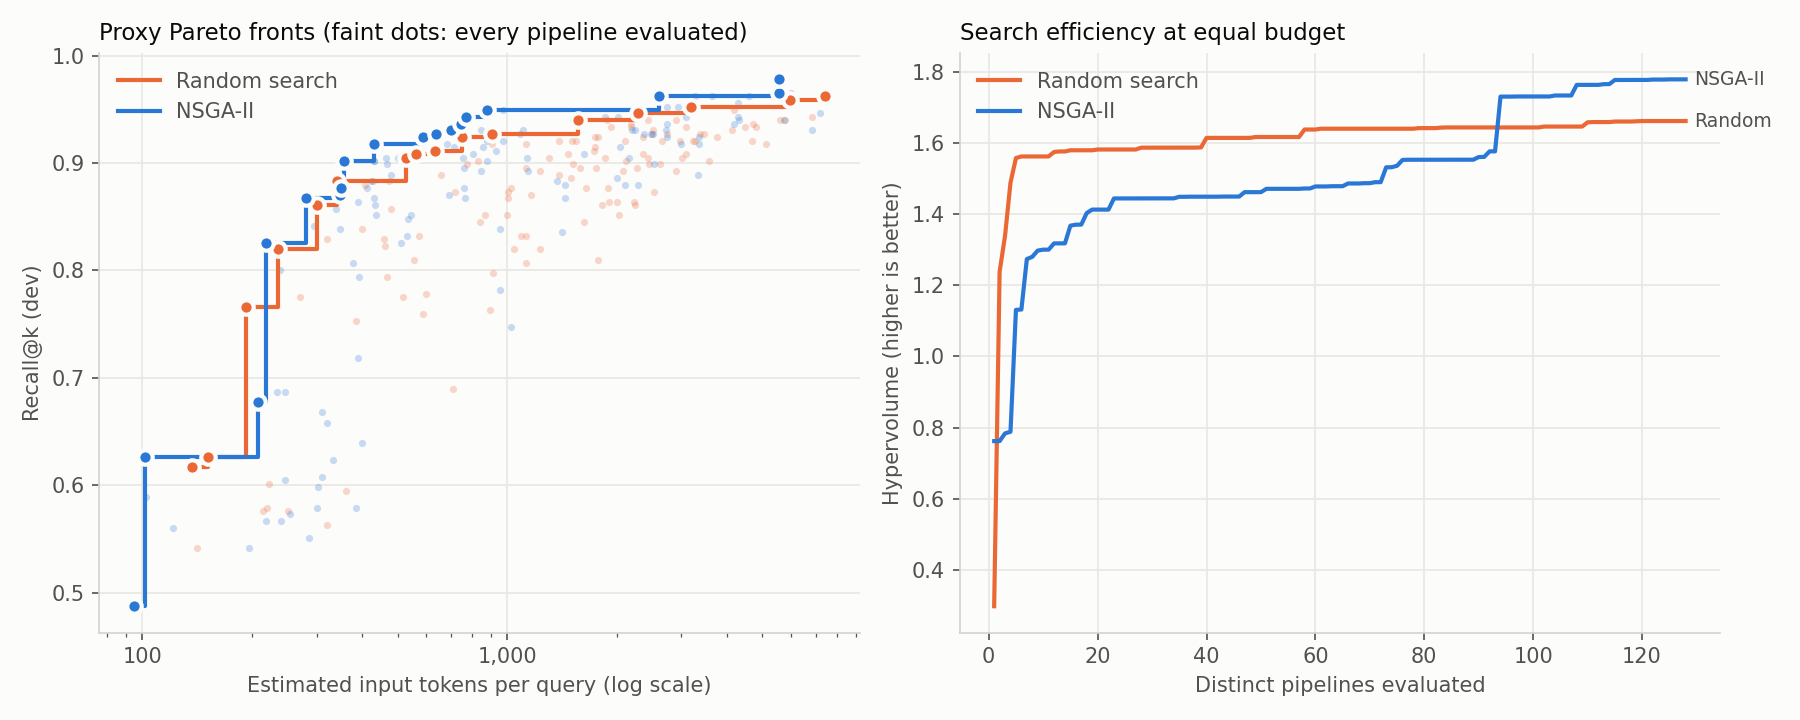 Proxy Pareto fronts (faint dots: every pipeline evaluated)
Random search
NSGA-II
Recall@k (dev)
1.0
0.9
0.8
0.7
0.6
0.5
100
1,000
Estimated input tokens per query (log scale)
Search efficiency at equal budget
Random search
NSGA-II
NSGA-II
Random
Hypervolume (higher is better)
1.8
1.6
1.4
1.2
1.0
0.8
0.6
0.4
0
20
40
60
80
100
120
Distinct pipelines evaluated